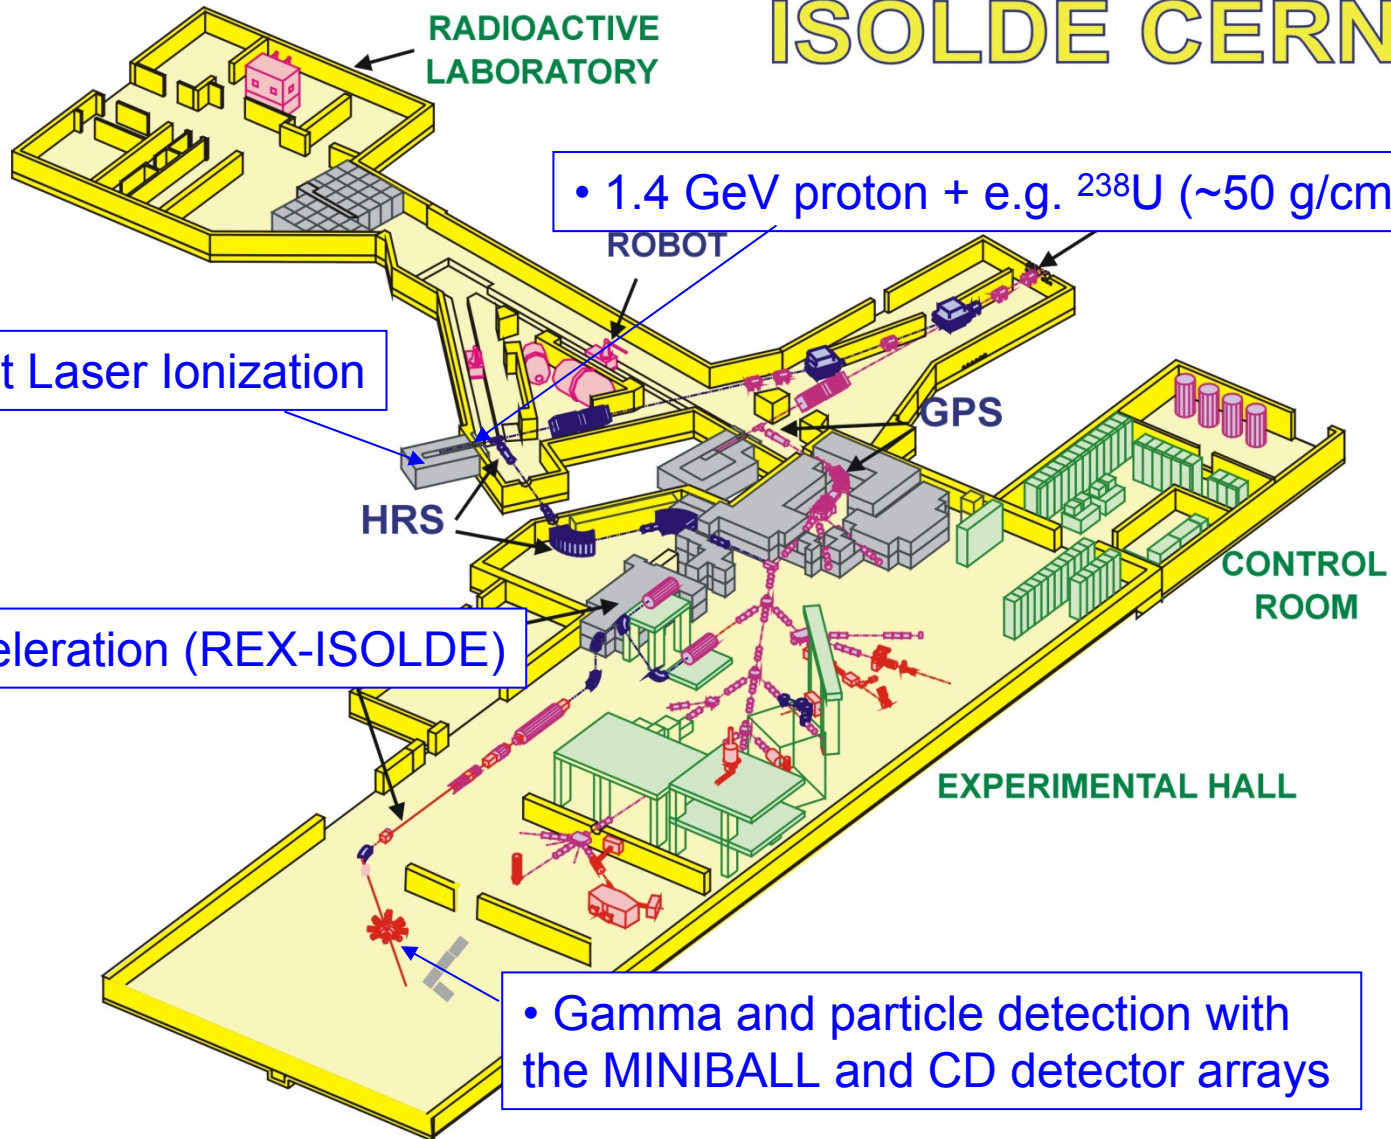 ISOLDE CERN
RADIOACTIVE
LABORATORY
• 1.4 GeV proton + e.g. ²³⁸U (~50 g/cm
ROBOT
t Laser Ionization
GPS
HRS
CONTROL
ROOM
eleration (REX-ISOLDE)
EXPERIMENTAL HALL
• Gamma and particle detection with
the MINIBALL and CD detector arrays